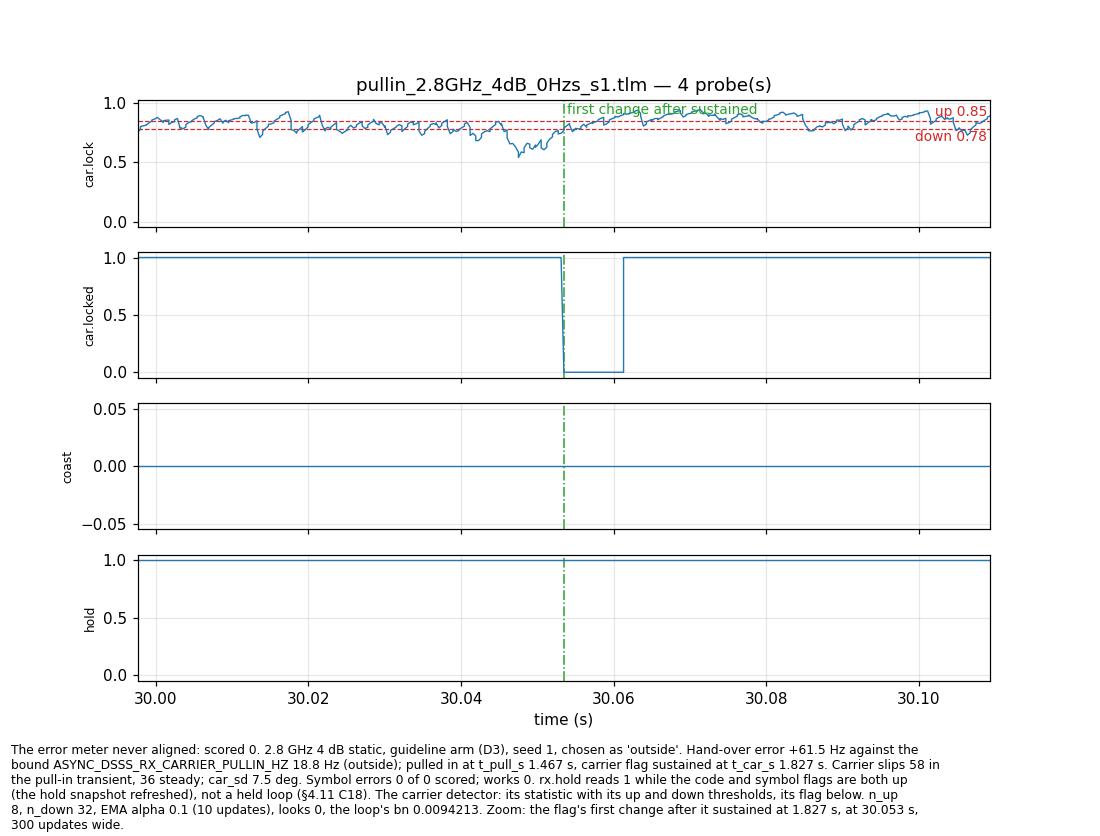 pullin_2.8GHz_4dB_0Hzs_s1.tlm — 4 probe(s)
first change after sustained
up 0.85
down 0.78
1.0
0.5
0.0
car.lock
1.0
0.5
0.0
car.locked
0.05
0.00
−0.05
coast
1.0
0.5
0.0
hold
30.00 30.02 30.04 30.06 30.08 30.10
time (s)
The error meter never aligned: scored 0. 2.8 GHz 4 dB static, guideline arm (D3), seed 1, chosen as 'outside'. Hand-over error +61.5 Hz against the
bound ASYNC_DSSS_RX_CARRIER_PULLIN_HZ 18.8 Hz (outside); pulled in at t_pull_s 1.467 s, carrier flag sustained at t_car_s 1.827 s. Carrier slips 58 in
the pull-in transient, 36 steady; car_sd 7.5 deg. Symbol errors 0 of 0 scored; works 0. rx.hold reads 1 while the code and symbol flags are both up
(the hold snapshot refreshed), not a held loop (§4.11 C18). The carrier detector: its statistic with its up and down thresholds, its flag below. n_up
8, n_down 32, EMA alpha 0.1 (10 updates), looks 0, the loop's bn 0.0094213. Zoom: the flag's first change after it sustained at 1.827 s, at 30.053 s,
300 updates wide.